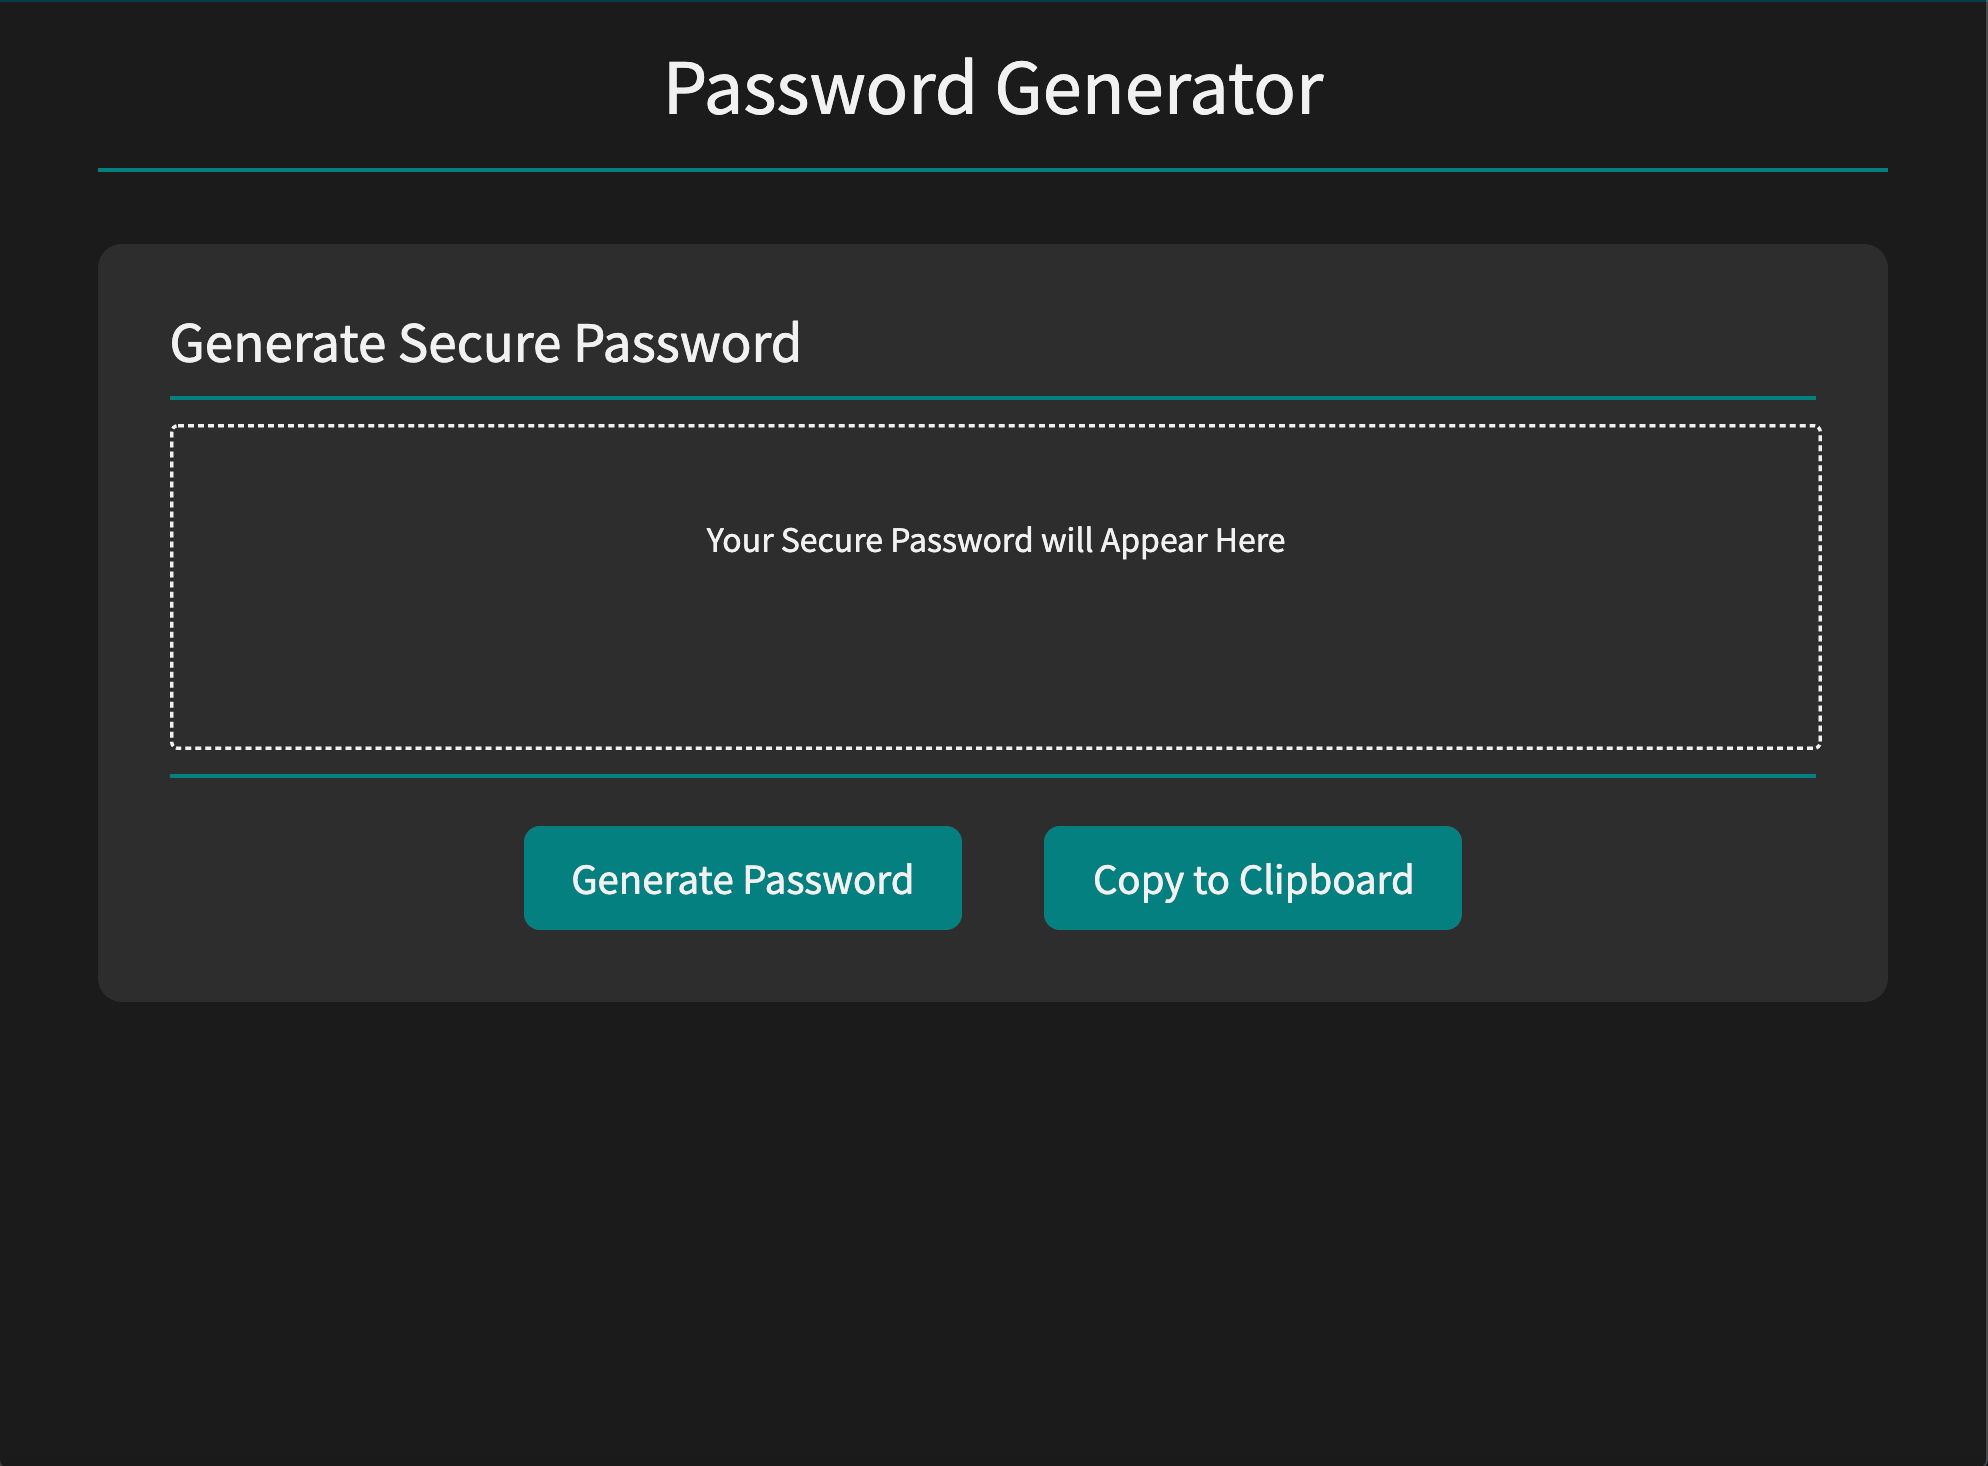 Password Generator
Generate Secure Password
Your Secure Password will Appear Here
Generate Password
Copy to Clipboard